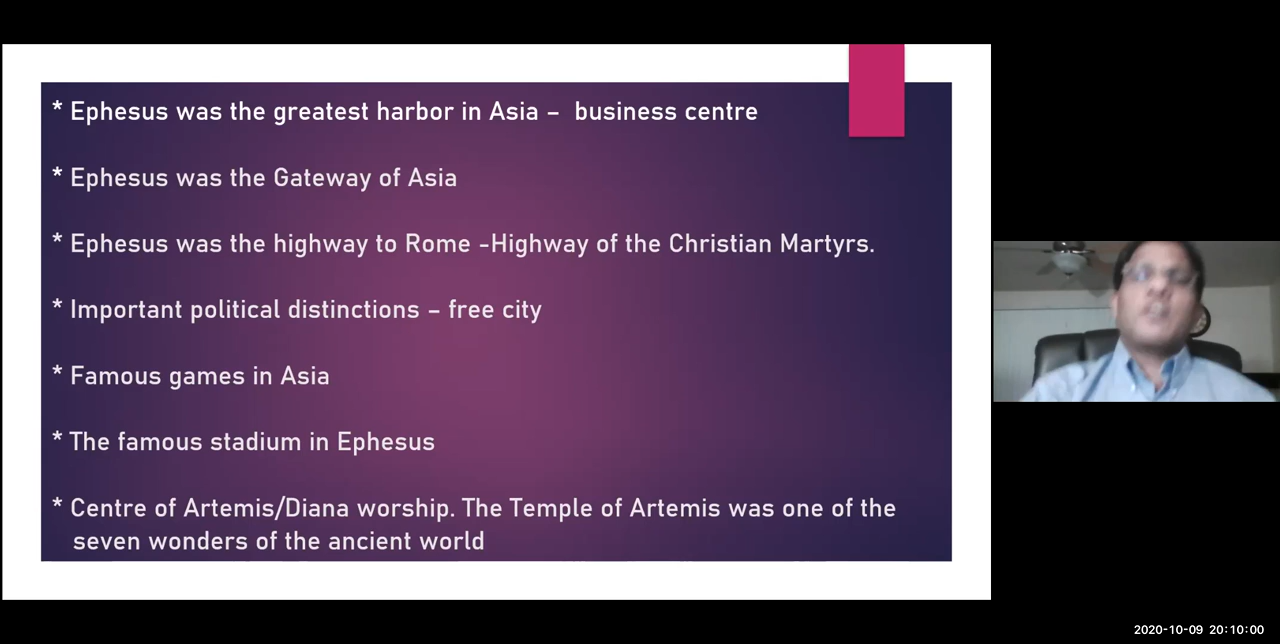 * Ephesus was the greatest harbor in Asia –  business centre
* Ephesus was the Gateway of Asia
* Ephesus was the highway to Rome -Highway of the Christian Martyrs.
* Important political distinctions – free city
* Famous games in Asia
* The famous stadium in Ephesus
* Centre of Artemis/Diana worship. The Temple of Artemis was one of the
seven wonders of the ancient world
2020-10-09 20:10:00